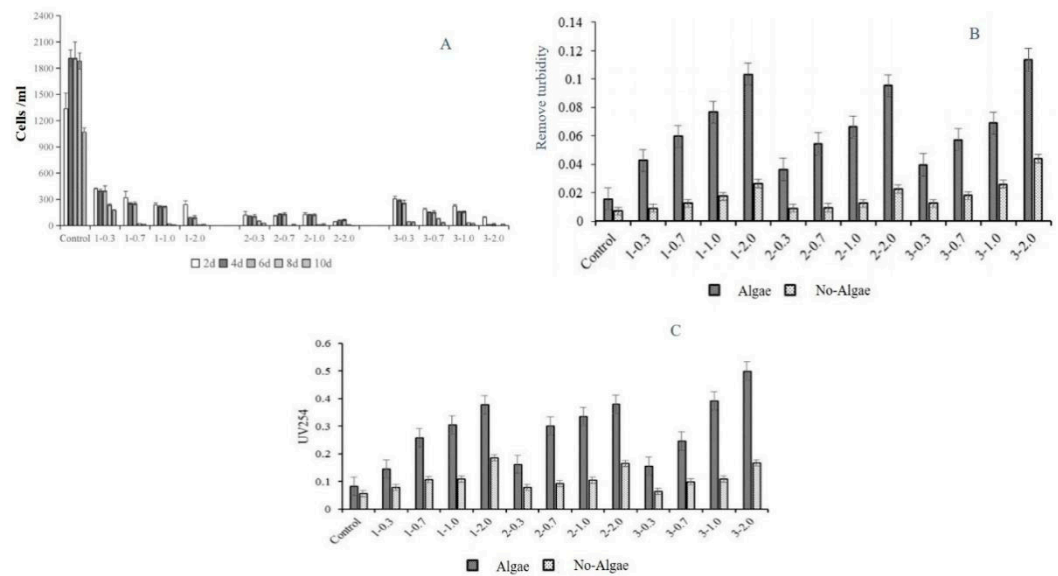 A
2400
2100
1800
1500
1200
900
600
300
0
Cells /ml
Control 1-0.3 1-0.7 1-1.0 1-2.0 2-0.3 2-0.7 2-1.0 2-2.0 3-0.3 3-0.7 3-1.0 3-2.0
2d 4d 6d 8d 10d
B
0.14
0.12
0.1
0.08
0.06
0.04
0.02
0
Remove turbidity
Control 1-0.3 1-0.7 1-1.0 1-2.0 2-0.3 2-0.7 2-1.0 2-2.0 3-0.3 3-0.7 3-1.0 3-2.0
Algae No-Algae
C
0.6
0.5
0.4
0.3
0.2
0.1
0
UV254
Control 1-0.3 1-0.7 1-1.0 1-2.0 2-0.3 2-0.7 2-1.0 2-2.0 3-0.3 3-0.7 3-1.0 3-2.0
Algae No-Algae